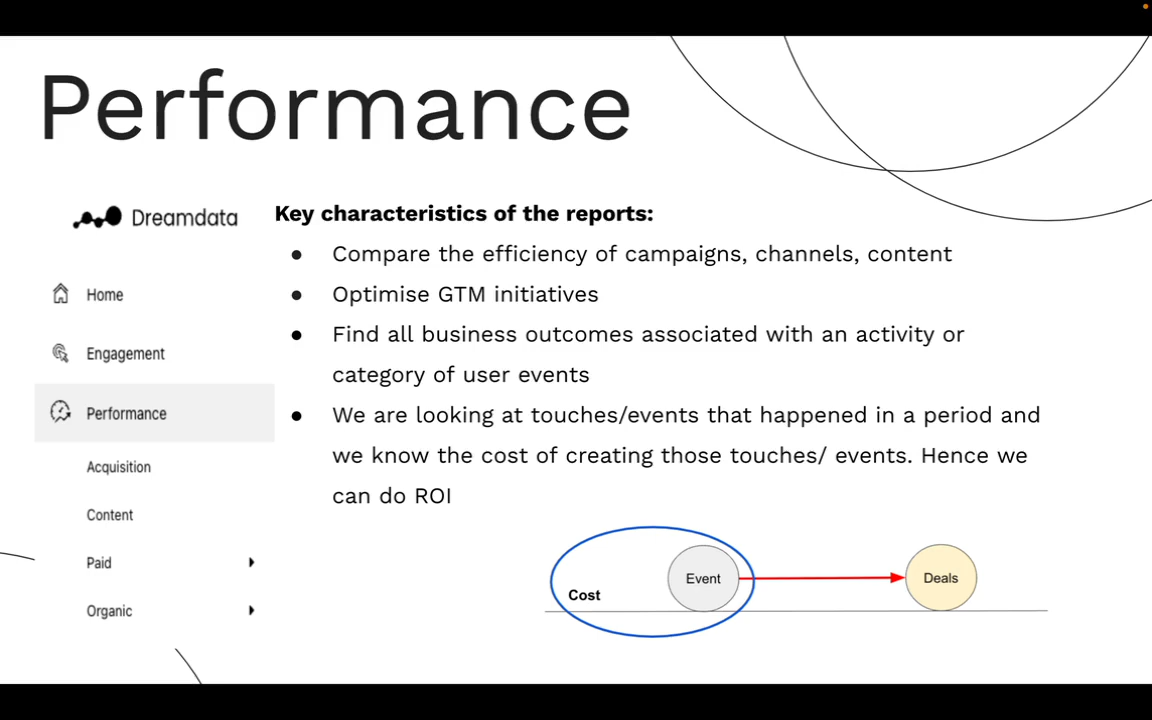 Performance
Dreamdata
Home
Engagement
Performance
Acquisition
Content
Paid
Organic
Key characteristics of the reports:
● Compare the efficiency of campaigns, channels, content
● Optimise GTM initiatives
● Find all business outcomes associated with an activity or
category of user events
● We are looking at touches/events that happened in a period and
we know the cost of creating those touches/ events. Hence we
can do ROI
Cost
Event
Deals